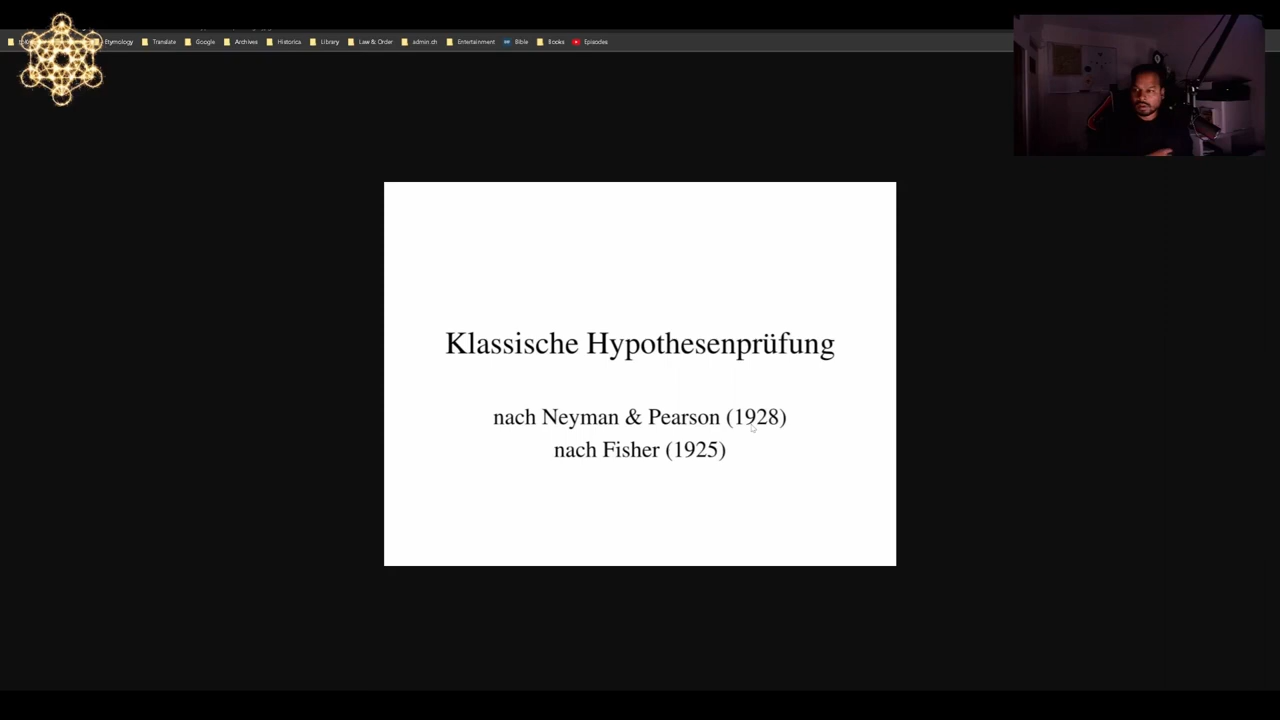 Etymology Translate Google Archives Historica Library Law & Order admin.ch Entertainment Bible Books Episodes
Klassische Hypothesenprüfung
nach Neyman & Pearson (1928)
nach Fisher (1925)